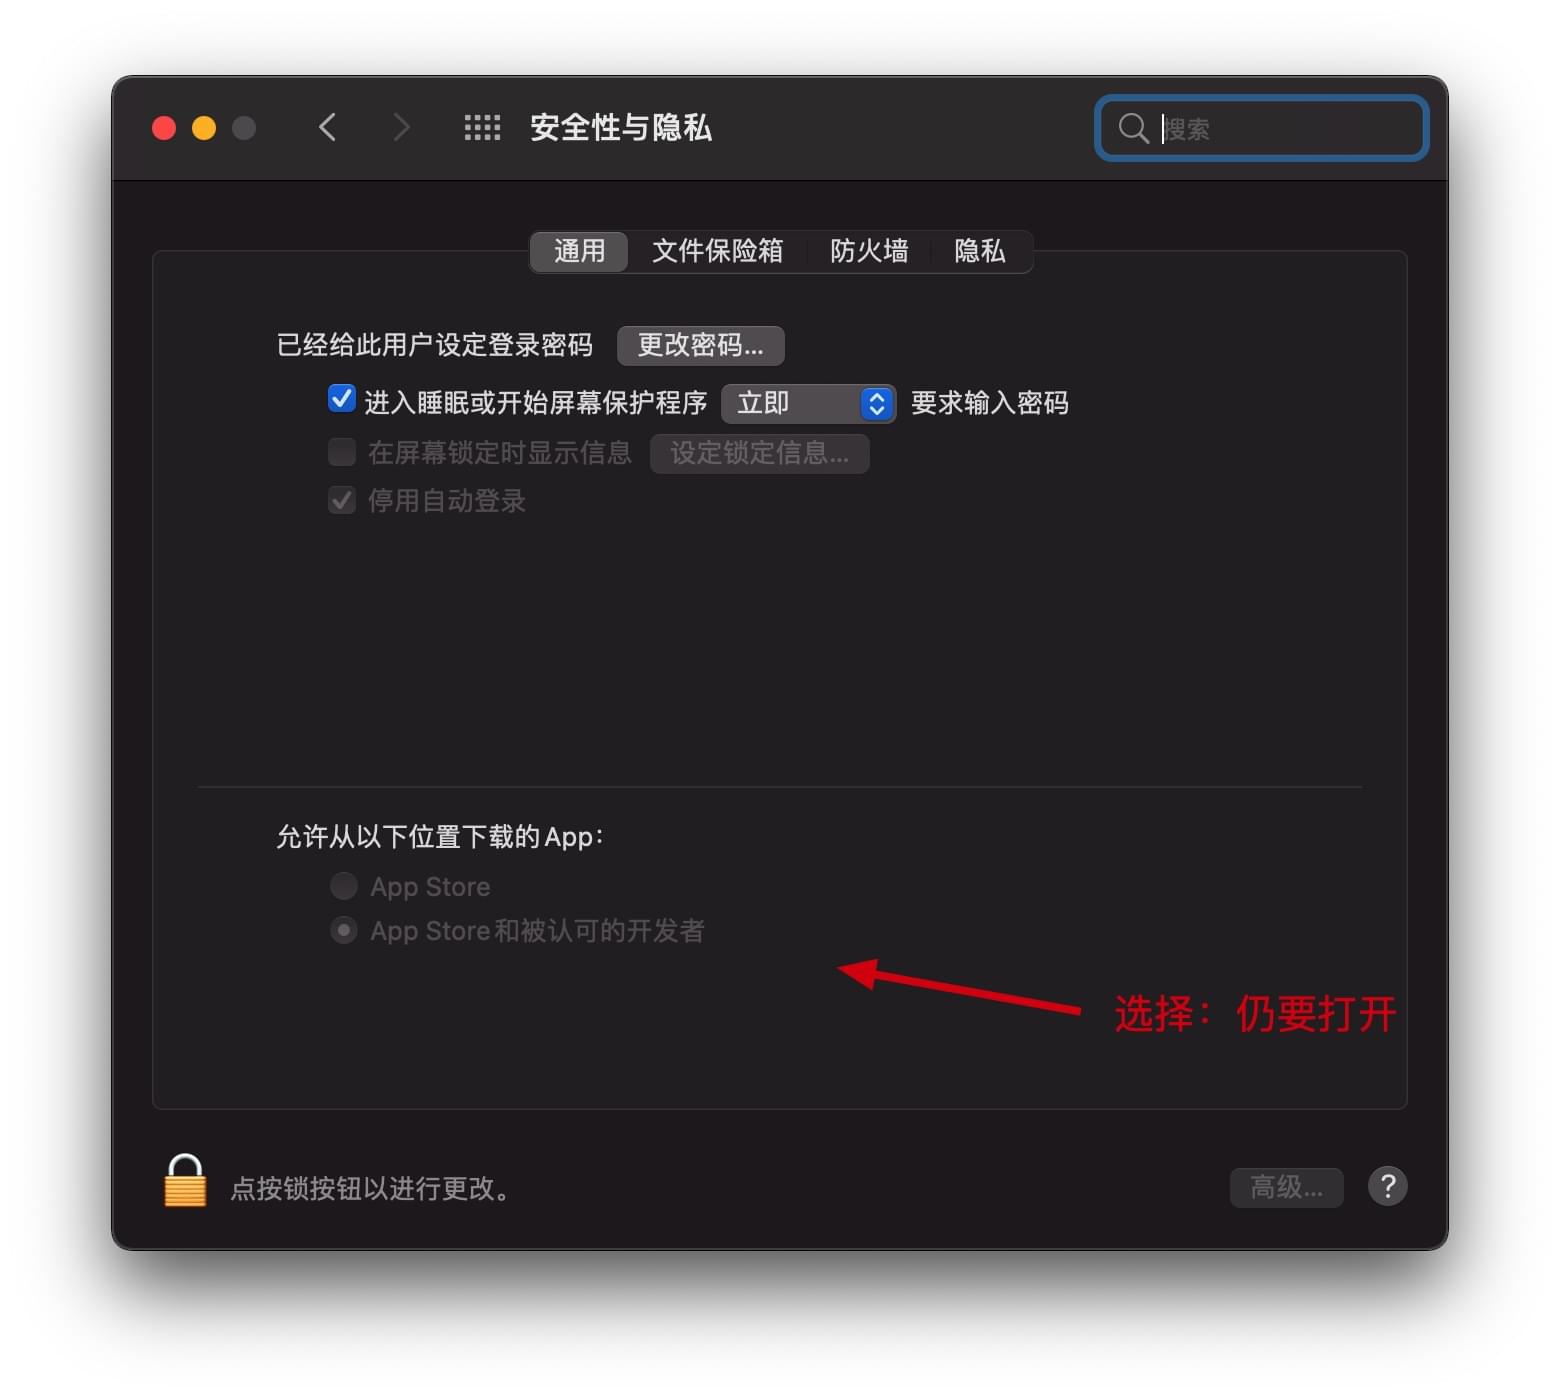 安全性与隐私
搜索
通用 文件保险箱 防火墙 隐私
已经给此用户设定登录密码 更改密码...
进入睡眠或开始屏幕保护程序 立即 要求输入密码
在屏幕锁定时显示信息 设定锁定信息...
停用自动登录
允许从以下位置下载的App：
App Store
App Store和被认可的开发者
选择：仍要打开
点按锁按钮以进行更改。
高级... ?